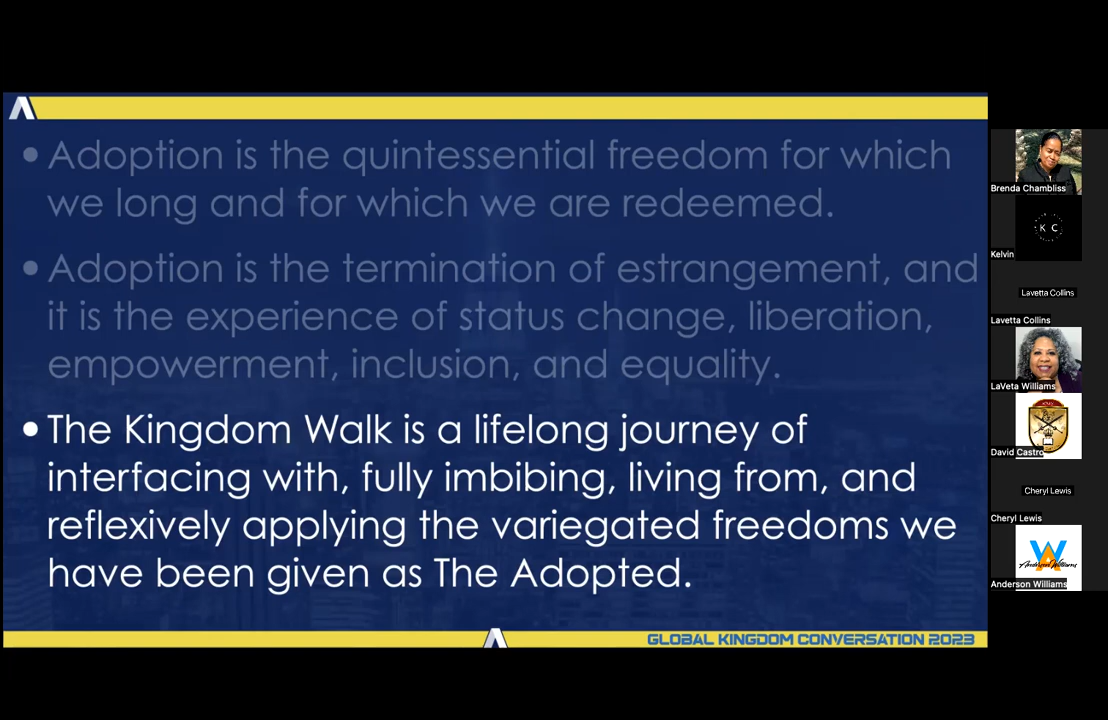 • Adoption is the quintessential freedom for which
we long and for which we are redeemed.
• Adoption is the termination of estrangement, and
it is the experience of status change, liberation,
empowerment, inclusion, and equality.
• The Kingdom Walk is a lifelong journey of
interfacing with, fully imbibing, living from, and
reflexively applying the variegated freedoms we
have been given as The Adopted.
GLOBAL KINGDOM CONVERSATION 2023
Brenda Chambliss
K C
Kelvin
Lavetta Collins
Lavetta Collins
LaVeta Williams
David Castro
Cheryl Lewis
Cheryl Lewis
WA
Anderson Williams
Anderson Williams